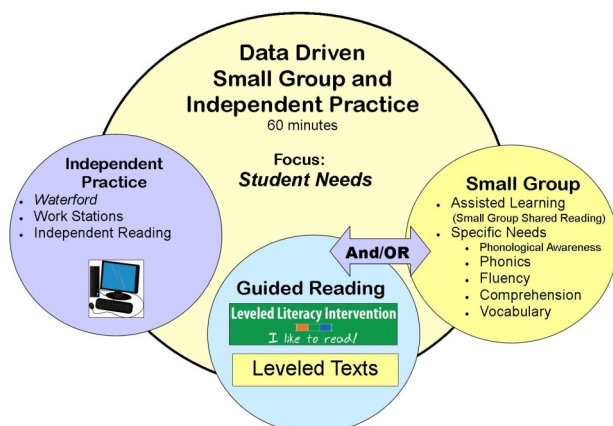 Data Driven
Small Group and
Independent Practice
60 minutes
Focus:
Student Needs
Independent
Practice
• Waterford
• Work Stations
• Independent Reading
And/OR
Guided Reading
Leveled Literacy Intervention
I like to read!
Leveled Texts
Small Group
• Assisted Learning
(Small Group Shared Reading)
• Specific Needs
• Phonological Awareness
• Phonics
• Fluency
• Comprehension
• Vocabulary